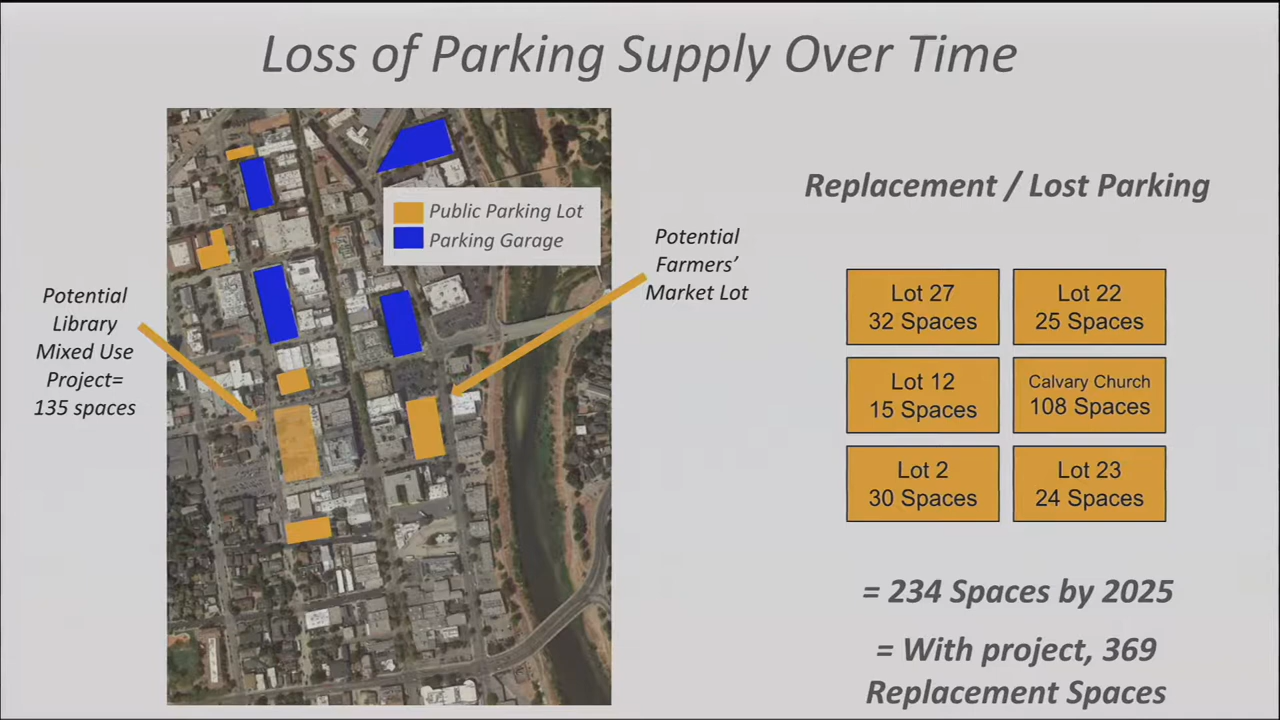 Loss of Parking Supply Over Time
Public Parking Lot
Parking Garage
Potential
Farmers’
Market Lot
Potential
Library
Mixed Use
Project=
135 spaces
Replacement / Lost Parking
Lot 27
32 Spaces
Lot 22
25 Spaces
Lot 12
15 Spaces
Calvary Church
108 Spaces
Lot 2
30 Spaces
Lot 23
24 Spaces
= 234 Spaces by 2025
= With project, 369
Replacement Spaces